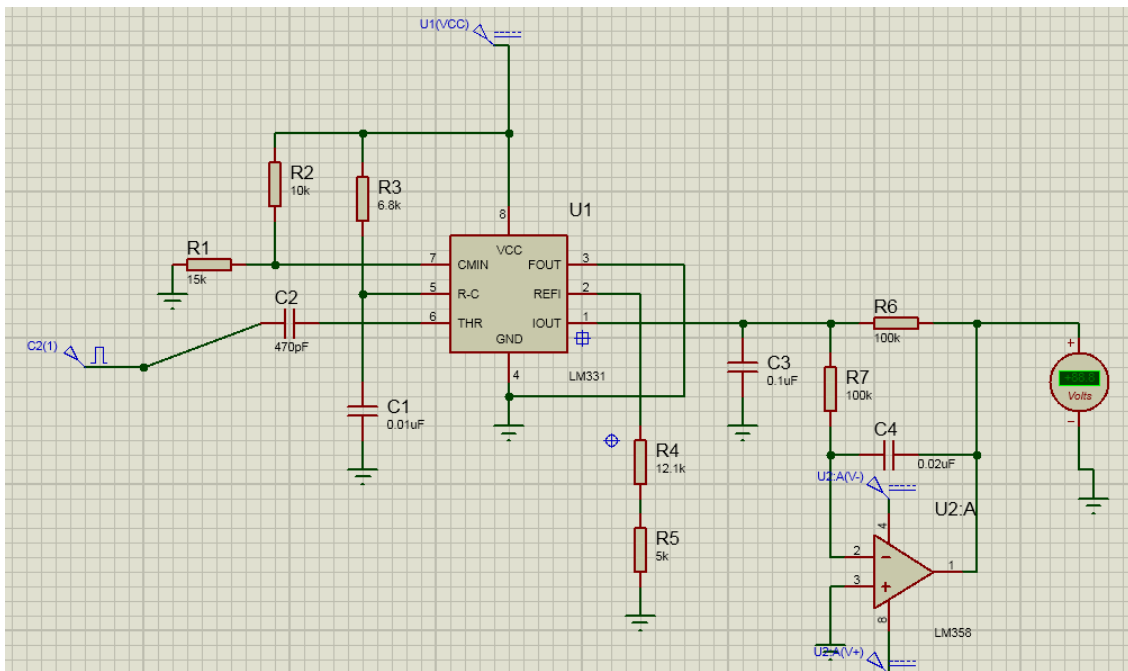 U1(VCC)
R2
10k
R3
6.8k
U1
8
VCC
R1
15k
7
CMIN
FOUT
3
5
R-C
REFI
2
C2
470pF
6
THR
IOUT
1
GND
4
LM331
C2(1)
R6
100k
C3
0.1uF
R7
100k
+88.8
Volts
+
−
C1
0.01uF
R4
12.1k
C4
0.02uF
U2:A(V-)
U2:A
R5
5k
4
2
3
1
8
LM358
U2:A(V+)